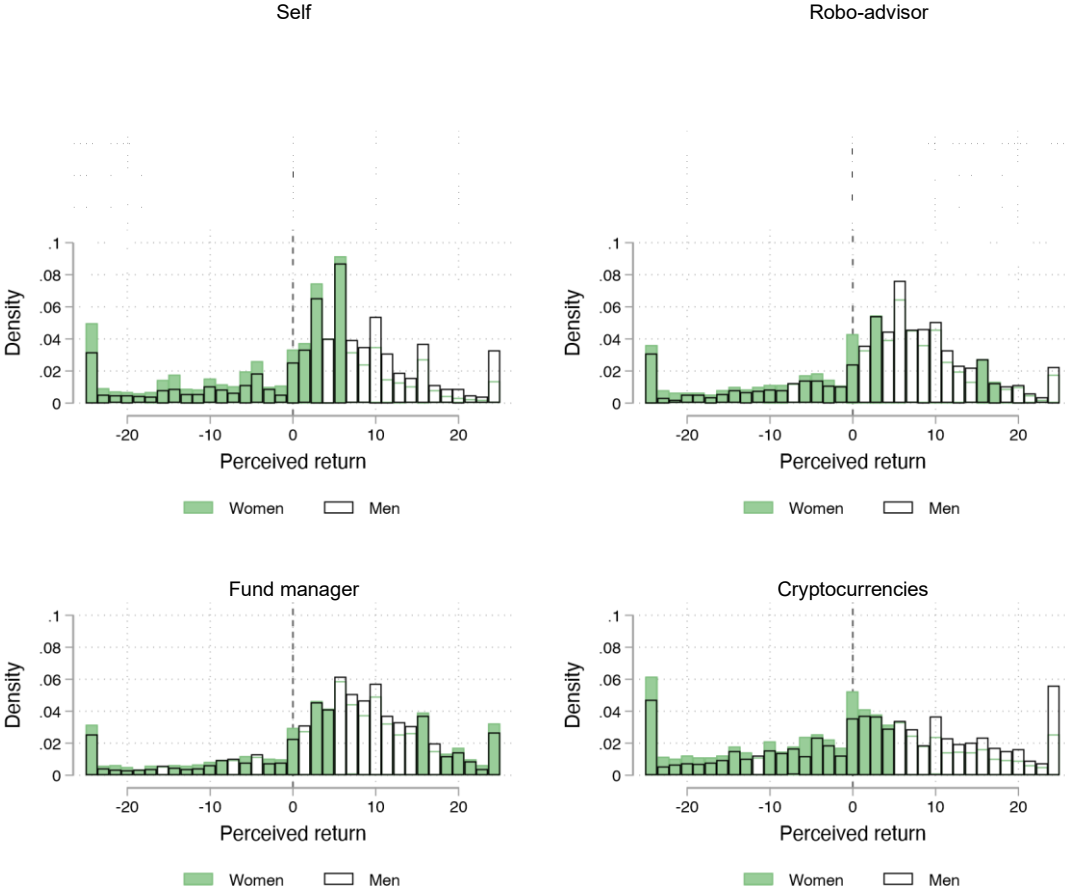 Self
Robo-advisor
Density
.1
.08
.06
.04
.02
0
-20 -10 0 10 20
Perceived return
Women Men
Density
.1
.08
.06
.04
.02
0
-20 -10 0 10 20
Perceived return
Women Men
Fund manager
Cryptocurrencies
Density
.1
.08
.06
.04
.02
0
-20 -10 0 10 20
Perceived return
Women Men
Density
.1
.08
.06
.04
.02
0
-20 -10 0 10 20
Perceived return
Women Men